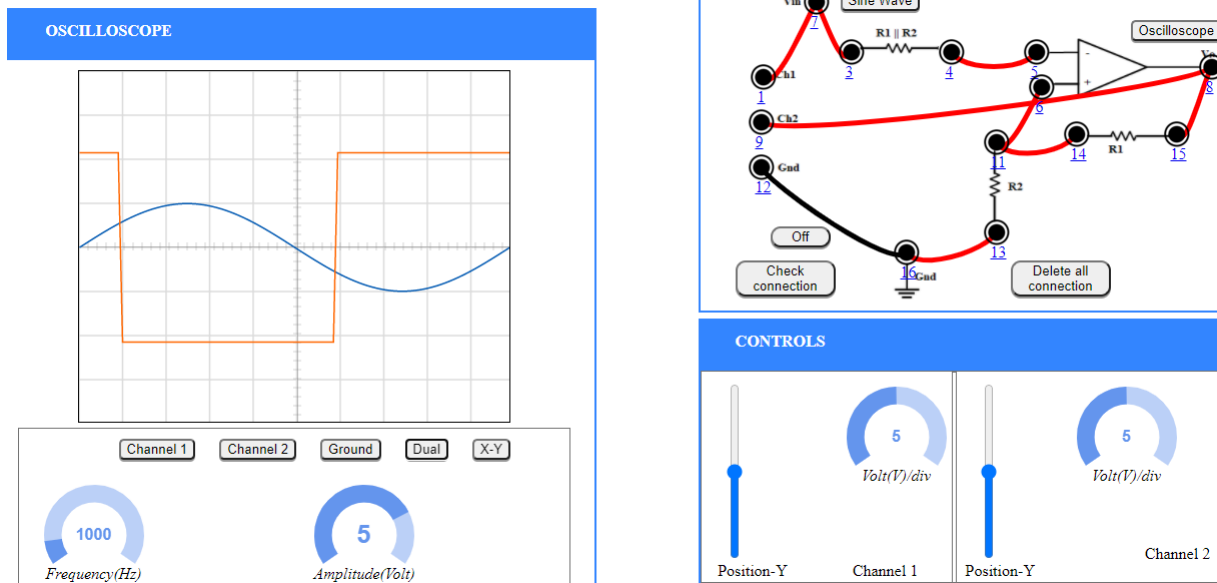 OSCILLOSCOPE
Channel 1
Channel 2
Ground
Dual
X-Y
1000
Frequency(Hz)
5
Amplitude(Volt)
Vin
Sine Wave
7
R1 || R2
Oscilloscope
3
4
5
-
+
8
Ch1
1
6
Ch2
9
11
14
R1
15
Gnd
12
R2
Off
13
16
Gnd
Check
connection
Delete all
connection
CONTROLS
5
Volt(V)/div
Position-Y
Channel 1
5
Volt(V)/div
Position-Y
Channel 2